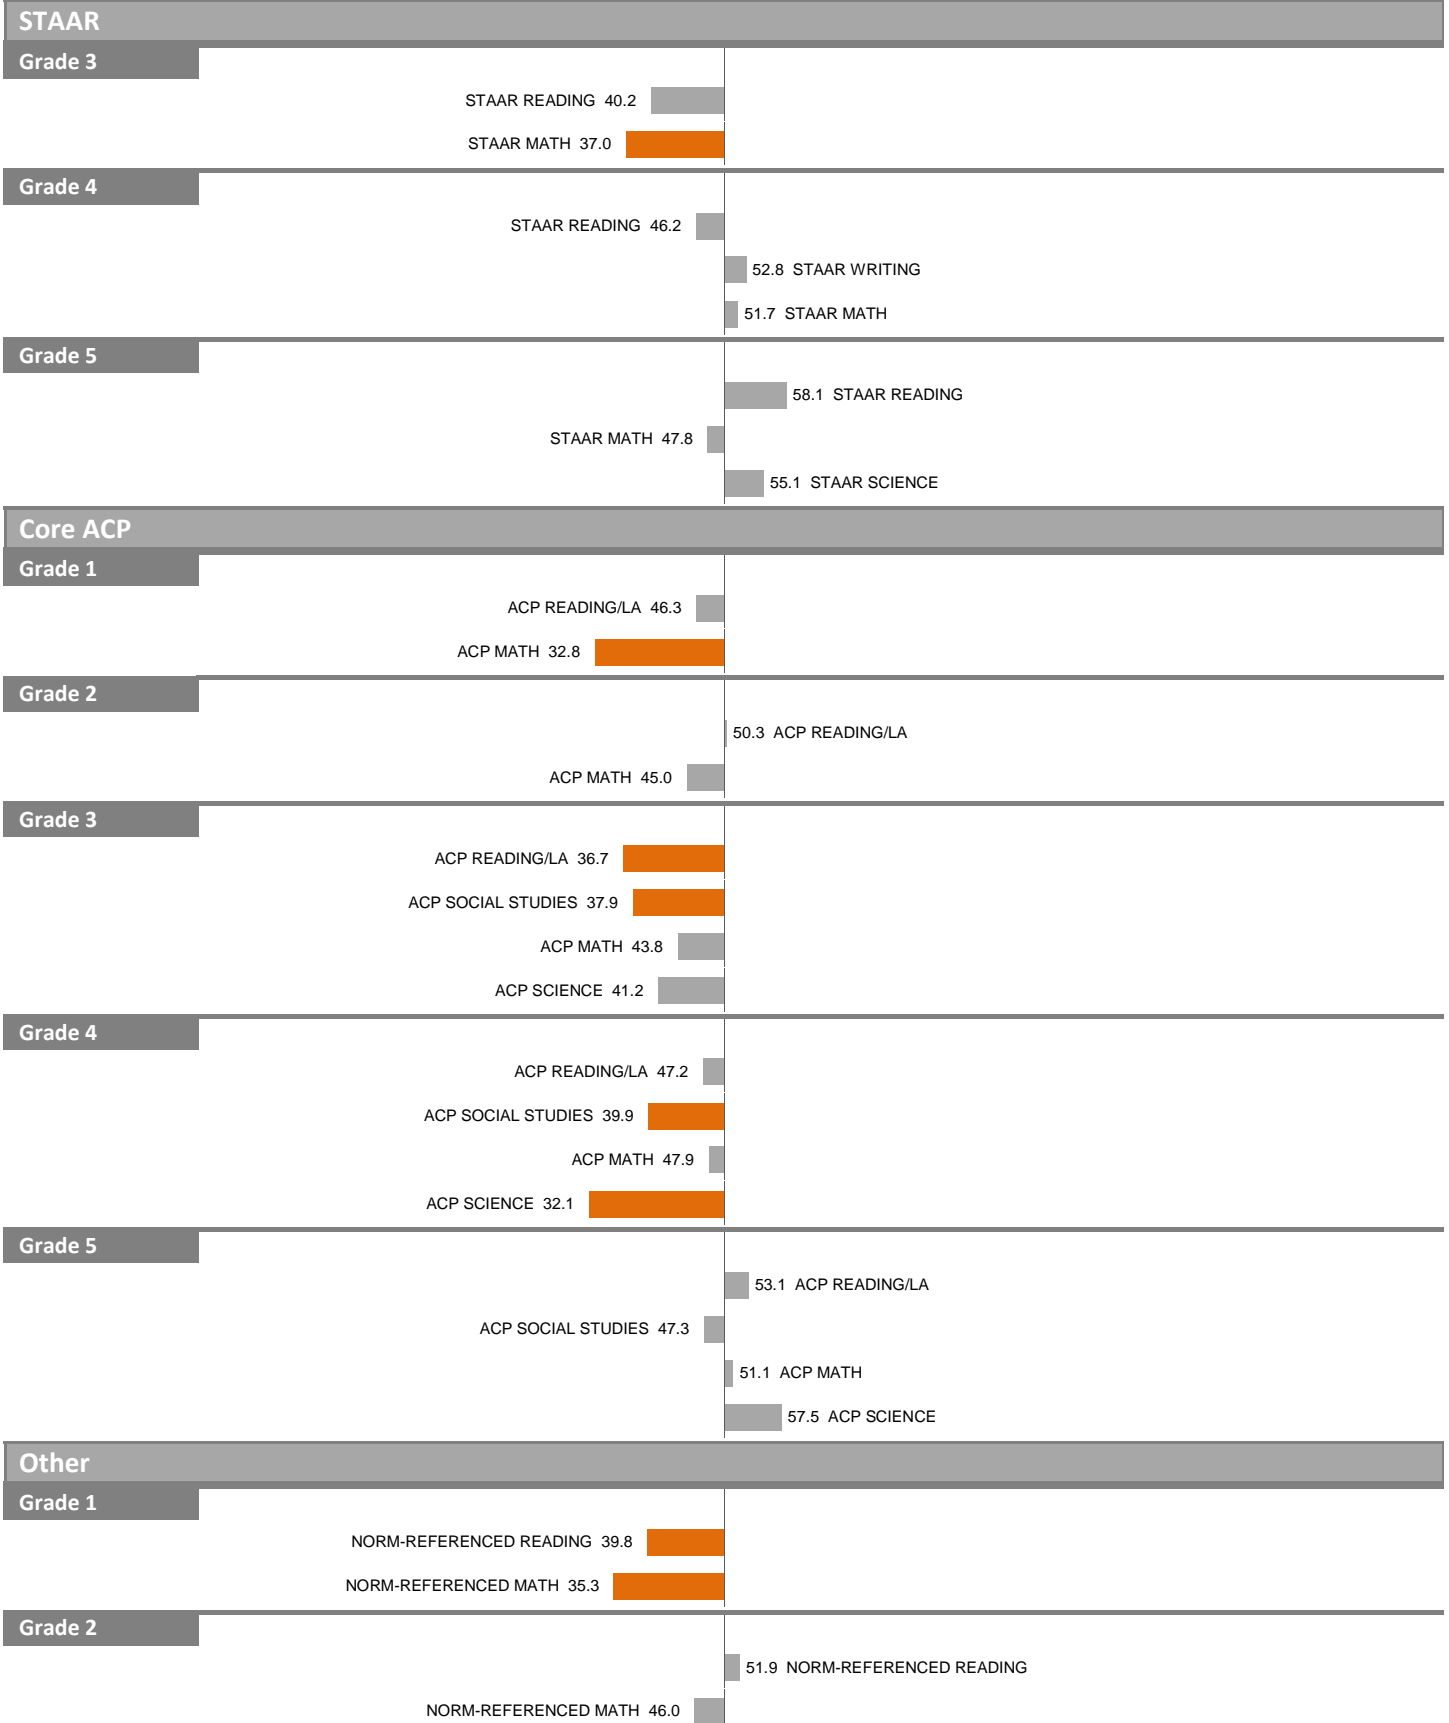 STAAR
Grade 3
STAAR READING 40.2
STAAR MATH 37.0
Grade 4
STAAR READING 46.2
52.8 STAAR WRITING
51.7 STAAR MATH
Grade 5
58.1 STAAR READING
STAAR MATH 47.8
55.1 STAAR SCIENCE
Core ACP
Grade 1
ACP READING/LA 46.3
ACP MATH 32.8
Grade 2
50.3 ACP READING/LA
ACP MATH 45.0
Grade 3
ACP READING/LA 36.7
ACP SOCIAL STUDIES 37.9
ACP MATH 43.8
ACP SCIENCE 41.2
Grade 4
ACP READING/LA 47.2
ACP SOCIAL STUDIES 39.9
ACP MATH 47.9
ACP SCIENCE 32.1
Grade 5
53.1 ACP READING/LA
ACP SOCIAL STUDIES 47.3
51.1 ACP MATH
57.5 ACP SCIENCE
Other
Grade 1
NORM-REFERENCED READING 39.8
NORM-REFERENCED MATH 35.3
Grade 2
51.9 NORM-REFERENCED READING
NORM-REFERENCED MATH 46.0